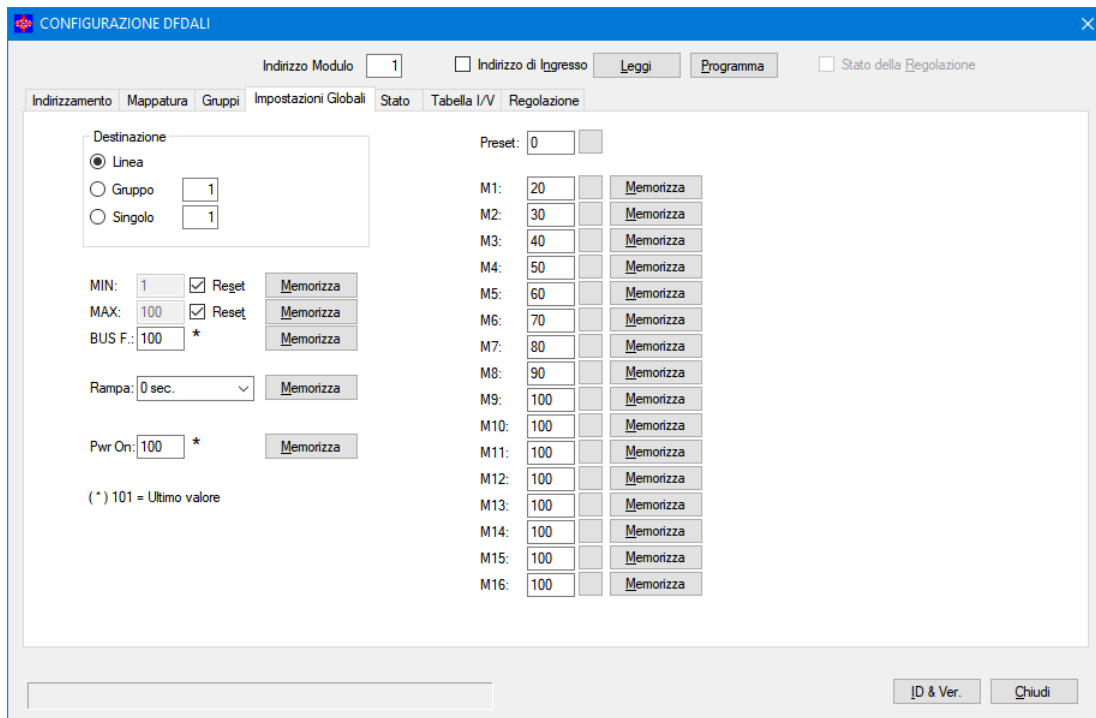 CONFIGURAZIONE DFDALI
Indirizzo Modulo 1 Indirizzo di Ingresso Leggi Programma Stato della Regolazione
Indirizzamento Mappatura Gruppi Impostazioni Globali Stato Tabella I/V Regolazione
Destinazione
Linea
Gruppo 1
Singolo 1
MIN: 1 Reset Memorizza
MAX: 100 Reset Memorizza
BUS F.: 100 * Memorizza
Rampa: 0 sec. Memorizza
Pwr On: 100 * Memorizza
( * ) 101 = Ultimo valore
Preset: 0
M1: 20 Memorizza
M2: 30 Memorizza
M3: 40 Memorizza
M4: 50 Memorizza
M5: 60 Memorizza
M6: 70 Memorizza
M7: 80 Memorizza
M8: 90 Memorizza
M9: 100 Memorizza
M10: 100 Memorizza
M11: 100 Memorizza
M12: 100 Memorizza
M13: 100 Memorizza
M14: 100 Memorizza
M15: 100 Memorizza
M16: 100 Memorizza
ID & Ver. Chiudi